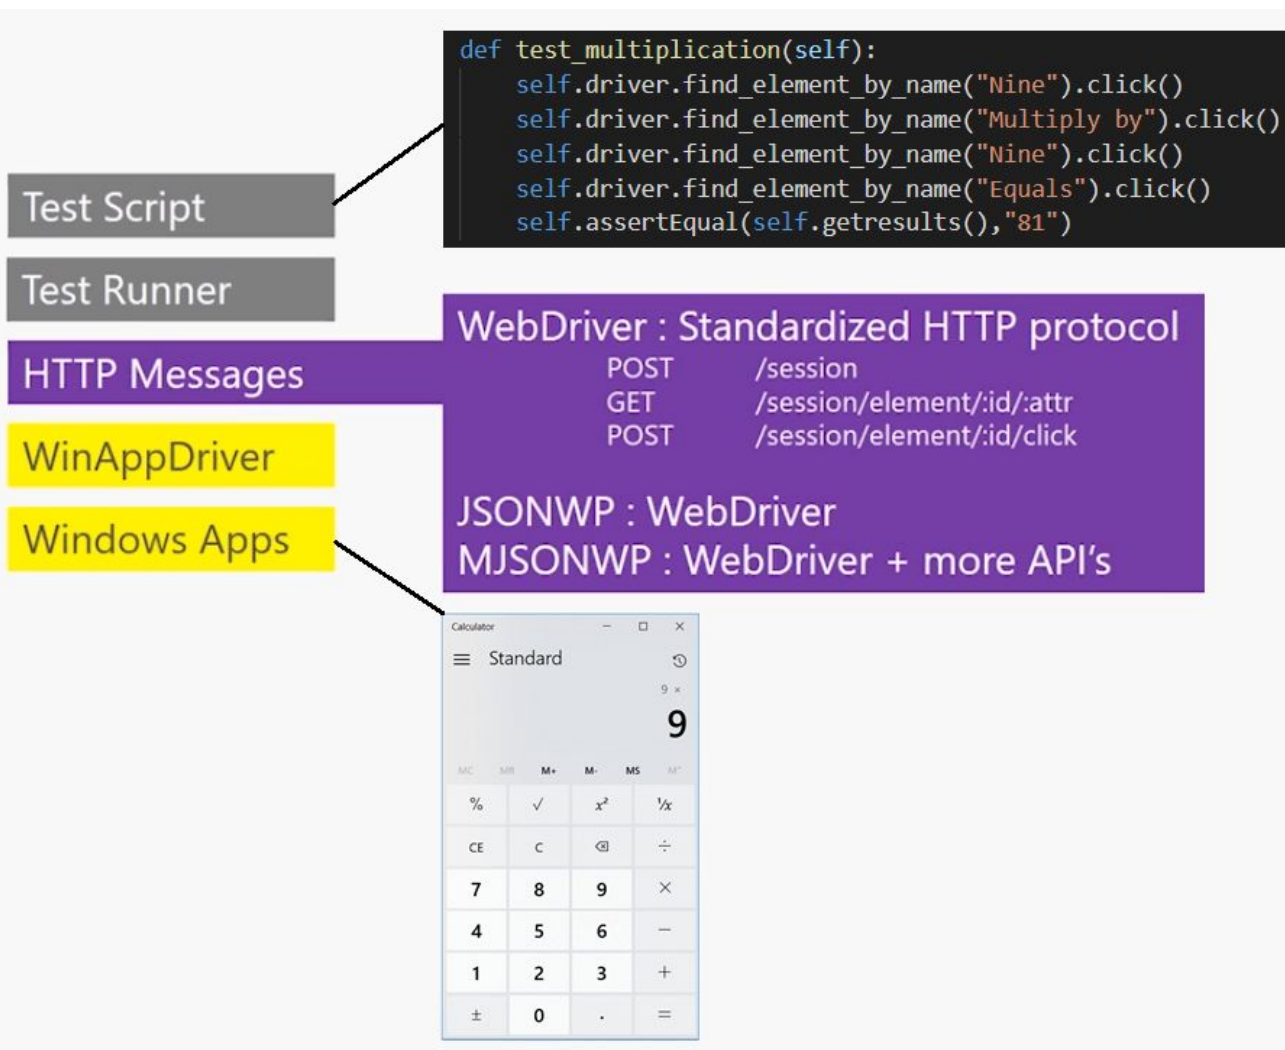 def test_multiplication(self):
self.driver.find_element_by_name("Nine").click()
self.driver.find_element_by_name("Multiply by").click()
self.driver.find_element_by_name("Nine").click()
self.driver.find_element_by_name("Equals").click()
self.assertEqual(self.getresults(),"81")
Test Script
Test Runner
HTTP Messages
WinAppDriver
Windows Apps
WebDriver : Standardized HTTP protocol
POST /session
GET /session/element/:id/:attr
POST /session/element/:id/click
JSONWP : WebDriver
MJSONWP : WebDriver + more API's
Calculator
Standard
9 ×
9
MC MR M+ M- MS M˅
% √ x² ¹/x
CE C ÷
7 8 9 ×
4 5 6 −
1 2 3 +
± 0 . =